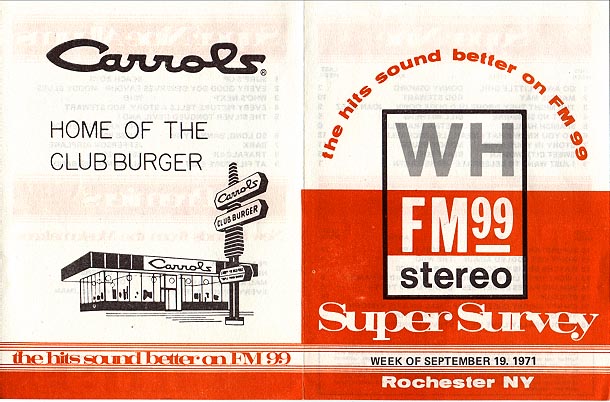 Carrols®
HOME OF THE
CLUB BURGER
Carrols
CLUB BURGER
Carrols
the hits sound better on FM 99
the hits sound better on FM 99
WH
FM99
stereo
Super Survey
WEEK OF SEPTEMBER 19, 1971
Rochester NY